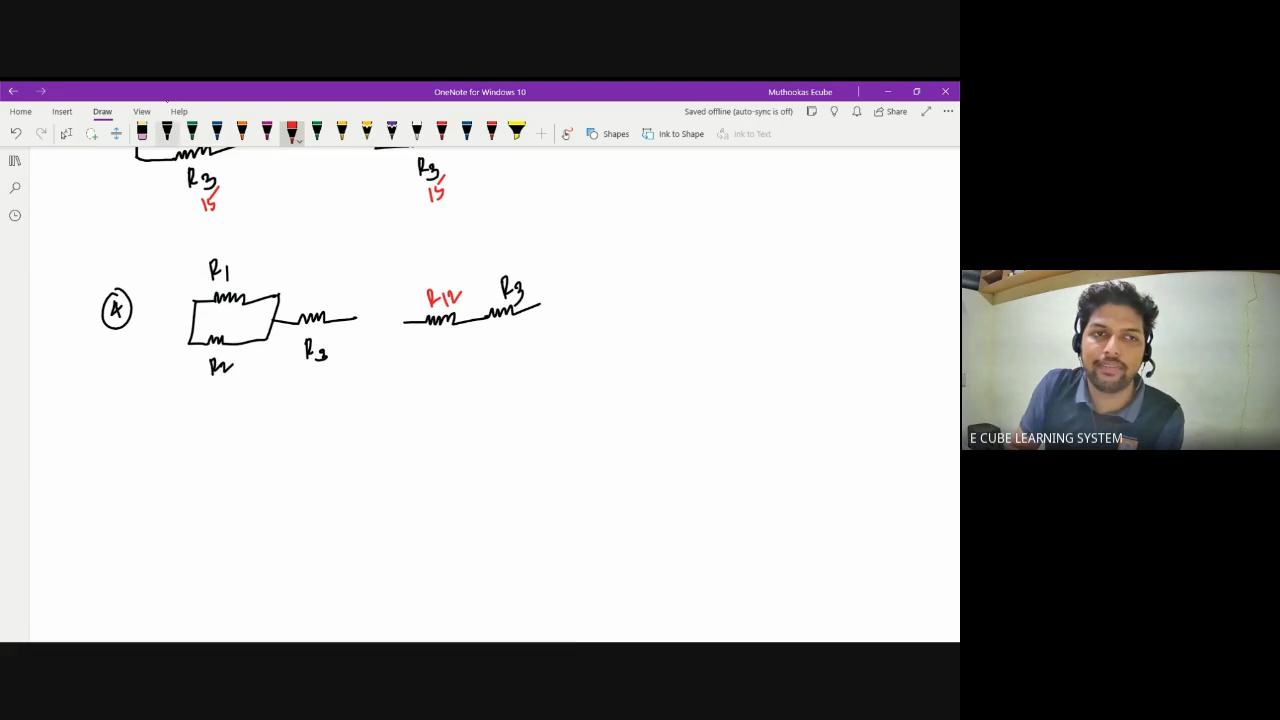 OneNote for Windows 10
Muthookas Ecube
Home Insert Draw View Help
Saved offline (auto-sync is off)
Share
Shapes
Ink to Shape
Ink to Text
R3 R3
15 15
R1
R12 R3
4
R2 R3
E CUBE LEARNING SYSTEM